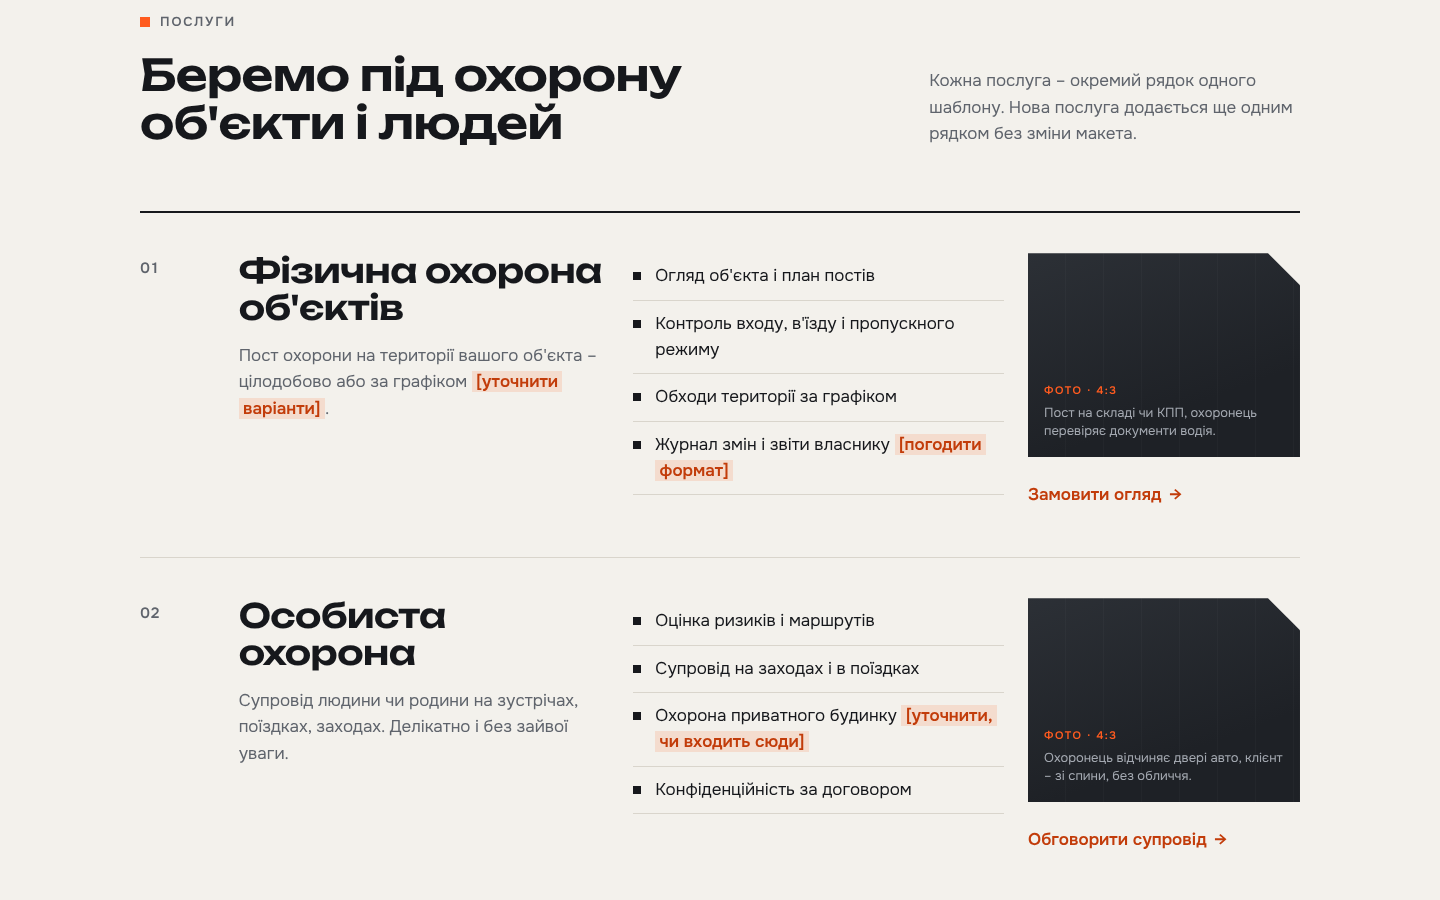 ПОСЛУГИ
Беремо під охорону
об'єкти і людей
Кожна послуга – окремий рядок одного
шаблону. Нова послуга додається ще одним
рядком без зміни макета.
01
Фізична охорона
об'єктів
Пост охорони на території вашого об'єкта –
цілодобово або за графіком [уточнити
варіанти].
Огляд об'єкта і план постів
Контроль входу, в'їзду і пропускного
режиму
Обходи території за графіком
Журнал змін і звіти власнику [погодити
формат]
ФОТО · 4:3
Пост на складі чи КПП, охоронець
перевіряє документи водія.
Замовити огляд →
02
Особиста
охорона
Супровід людини чи родини на зустрічах,
поїздках, заходах. Делікатно і без зайвої
уваги.
Оцінка ризиків і маршрутів
Супровід на заходах і в поїздках
Охорона приватного будинку [уточнити,
чи входить сюди]
Конфіденційність за договором
ФОТО · 4:3
Охоронець відчиняє двері авто, клієнт
– зі спини, без обличчя.
Обговорити супровід →